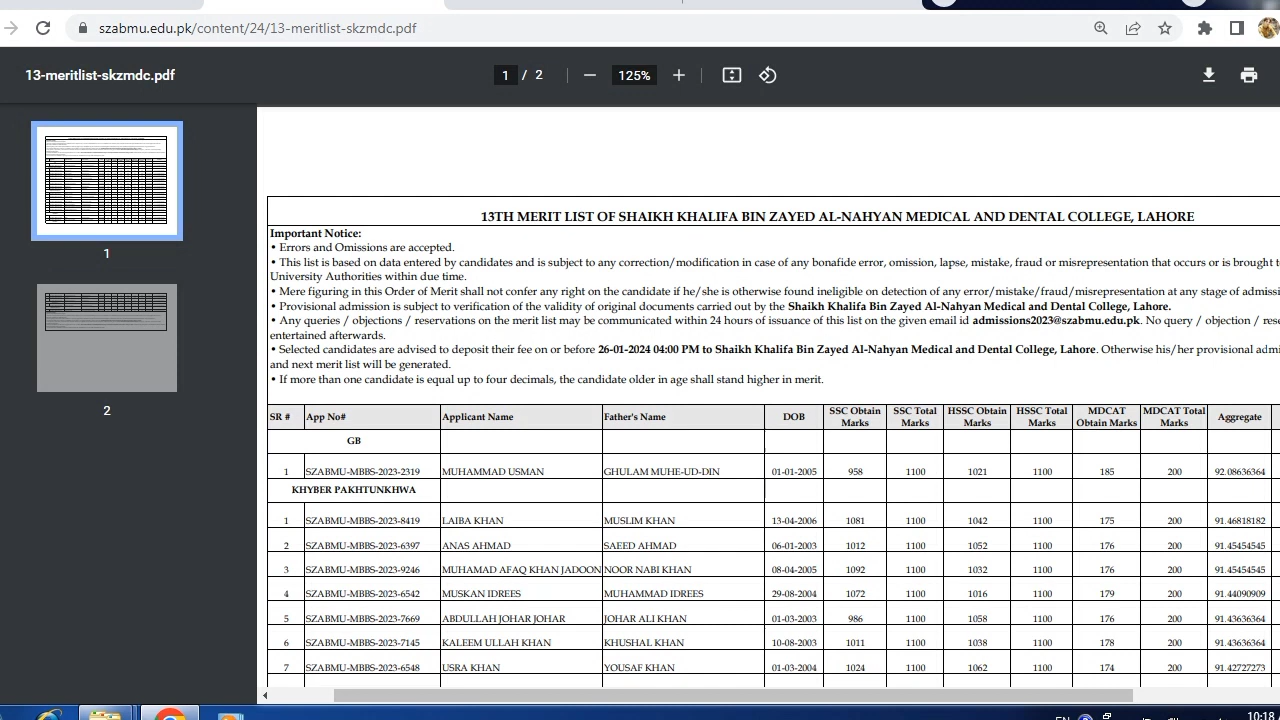 szabmu.edu.pk/content/24/13-meritlist-skzmdc.pdf
13-meritlist-skzmdc.pdf
1 / 2
125%
1
2
13TH MERIT LIST OF SHAIKH KHALIFA BIN ZAYED AL-NAHYAN MEDICAL AND DENTAL COLLEGE, LAHORE
Important Notice:
• Errors and Omissions are accepted.
• This list is based on data entered by candidates and is subject to any correction/modification in case of any bonafide error, omission, lapse, mistake, fraud or misrepresentation that occurs or is brought
University Authorities within due time.
• Mere figuring in this Order of Merit shall not confer any right on the candidate if he/she is otherwise found ineligible on detection of any error/mistake/fraud/misrepresentation at any stage of
• Provisional admission is subject to verification of the validity of original documents carried out by the Shaikh Khalifa Bin Zayed Al-Nahyan Medical and Dental College, Lahore.
• Any queries / objections / reservations on the merit list may be communicated within 24 hours of issuance of this list on the given email id admissions2023@szabmu.edu.pk. No query / objection /
entertained afterwards.
• Selected candidates are advised to deposit their fee on or before 26-01-2024 04:00 PM to Shaikh Khalifa Bin Zayed Al-Nahyan Medical and Dental College, Lahore. Otherwise his/her provisional
and next merit list will be generated.
• If more than one candidate is equal up to four decimals, the candidate older in age shall stand higher in merit.
SR # App No# Applicant Name Father's Name DOB SSC Obtain Marks SSC Total Marks HSSC Obtain Marks HSSC Total Marks MDCAT Obtain Marks MDCAT Total Marks Aggregate
GB
1 SZABMU-MBBS-2023-2319 MUHAMMAD USMAN GHULAM MUHE-UD-DIN 01-01-2005 958 1100 1021 1100 185 200 92.08636364
KHYBER PAKHTUNKHWA
1 SZABMU-MBBS-2023-8419 LAIBA KHAN MUSLIM KHAN 13-04-2006 1081 1100 1042 1100 175 200 91.46818182
2 SZABMU-MBBS-2023-6397 ANAS AHMAD SAEED AHMAD 06-01-2003 1012 1100 1052 1100 176 200 91.45454545
3 SZABMU-MBBS-2023-9246 MUHAMAD AFAQ KHAN JADOON NOOR NABI KHAN 08-04-2005 1092 1100 1032 1100 176 200 91.45454545
4 SZABMU-MBBS-2023-6542 MUSKAN IDREES MUHAMMAD IDREES 29-08-2004 1072 1100 1016 1100 179 200 91.44090909
5 SZABMU-MBBS-2023-7669 ABDULLAH JOHAR JOHAR JOHAR ALI KHAN 01-03-2003 986 1100 1058 1100 176 200 91.43636364
6 SZABMU-MBBS-2023-7145 KALEEM ULLAH KHAN KHUSHAL KHAN 10-08-2003 1011 1100 1038 1100 178 200 91.43636364
7 SZABMU-MBBS-2023-6548 USRA KHAN YOUSAF KHAN 01-03-2004 1024 1100 1062 1100 174 200 91.42727273
EN 10:18